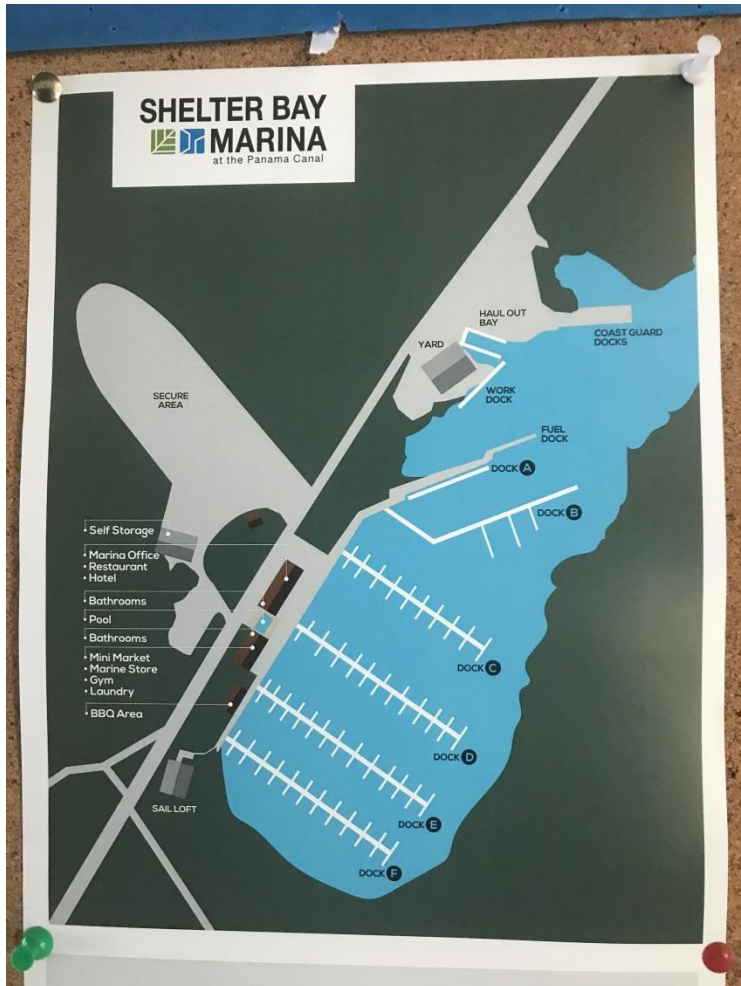 SHELTER BAY
MARINA
at the Panama Canal
HAUL OUT
BAY
COAST GUARD
DOCKS
YARD
WORK
DOCK
SECURE
AREA
FUEL
DOCK
DOCK A
DOCK B
• Self Storage
Marina Office
• Restaurant
• Hotel
• Bathrooms
• Pool
• Bathrooms
• Mini Market
• Marine Store
• Gym
• Laundry
• BBQ Area
DOCK C
DOCK D
SAIL LOFT
DOCK E
DOCK F